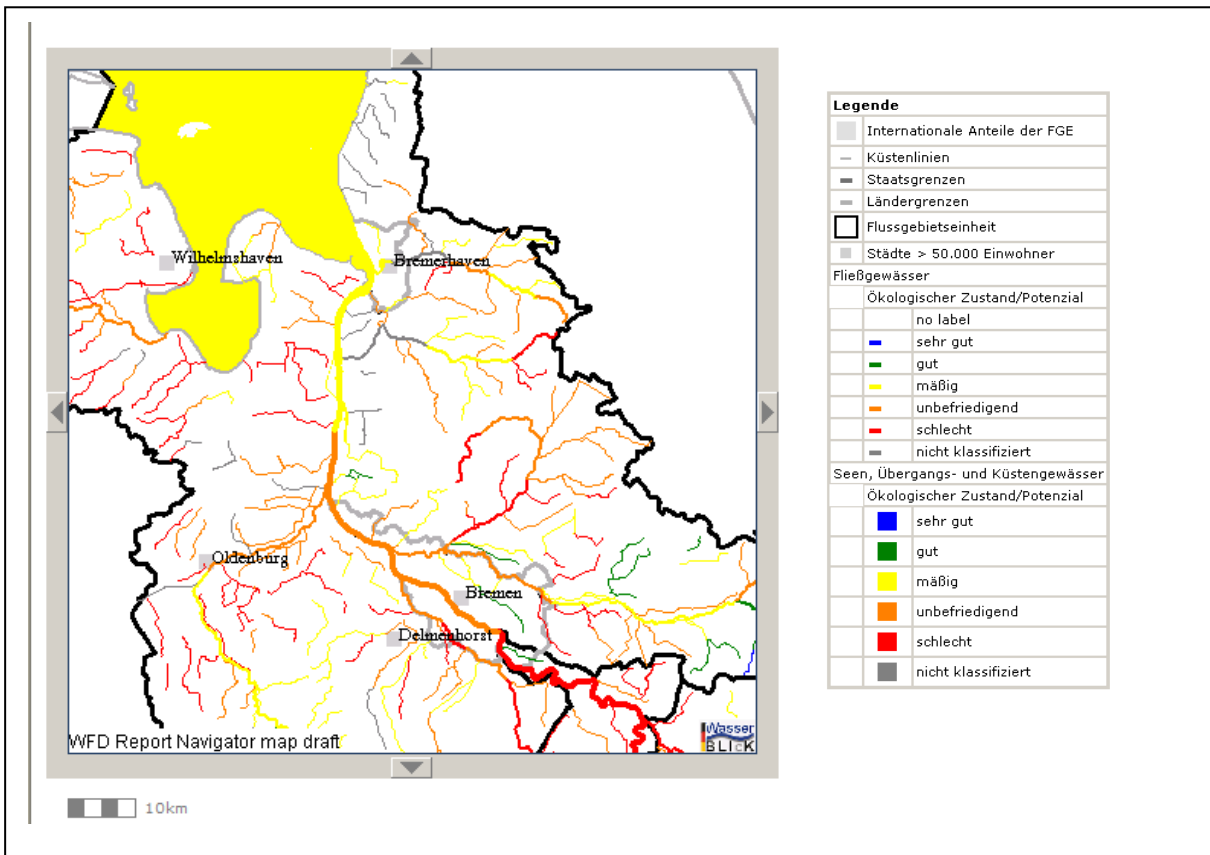 Wilhelmshaven
Bremerhaven
Oldenburg
Bremen
Delmenhorst
WFD Report Navigator map draft
Wasser
BLIcK
10km
Legende
Internationale Anteile der FGE
Küstenlinien
Staatsgrenzen
Ländergrenzen
Flussgebietseinheit
Städte > 50.000 Einwohner
Fließgewässer
Ökologischer Zustand/Potenzial
no label
sehr gut
gut
mäßig
unbefriedigend
schlecht
nicht klassifiziert
Seen, Übergangs- und Küstengewässer
Ökologischer Zustand/Potenzial
sehr gut
gut
mäßig
unbefriedigend
schlecht
nicht klassifiziert